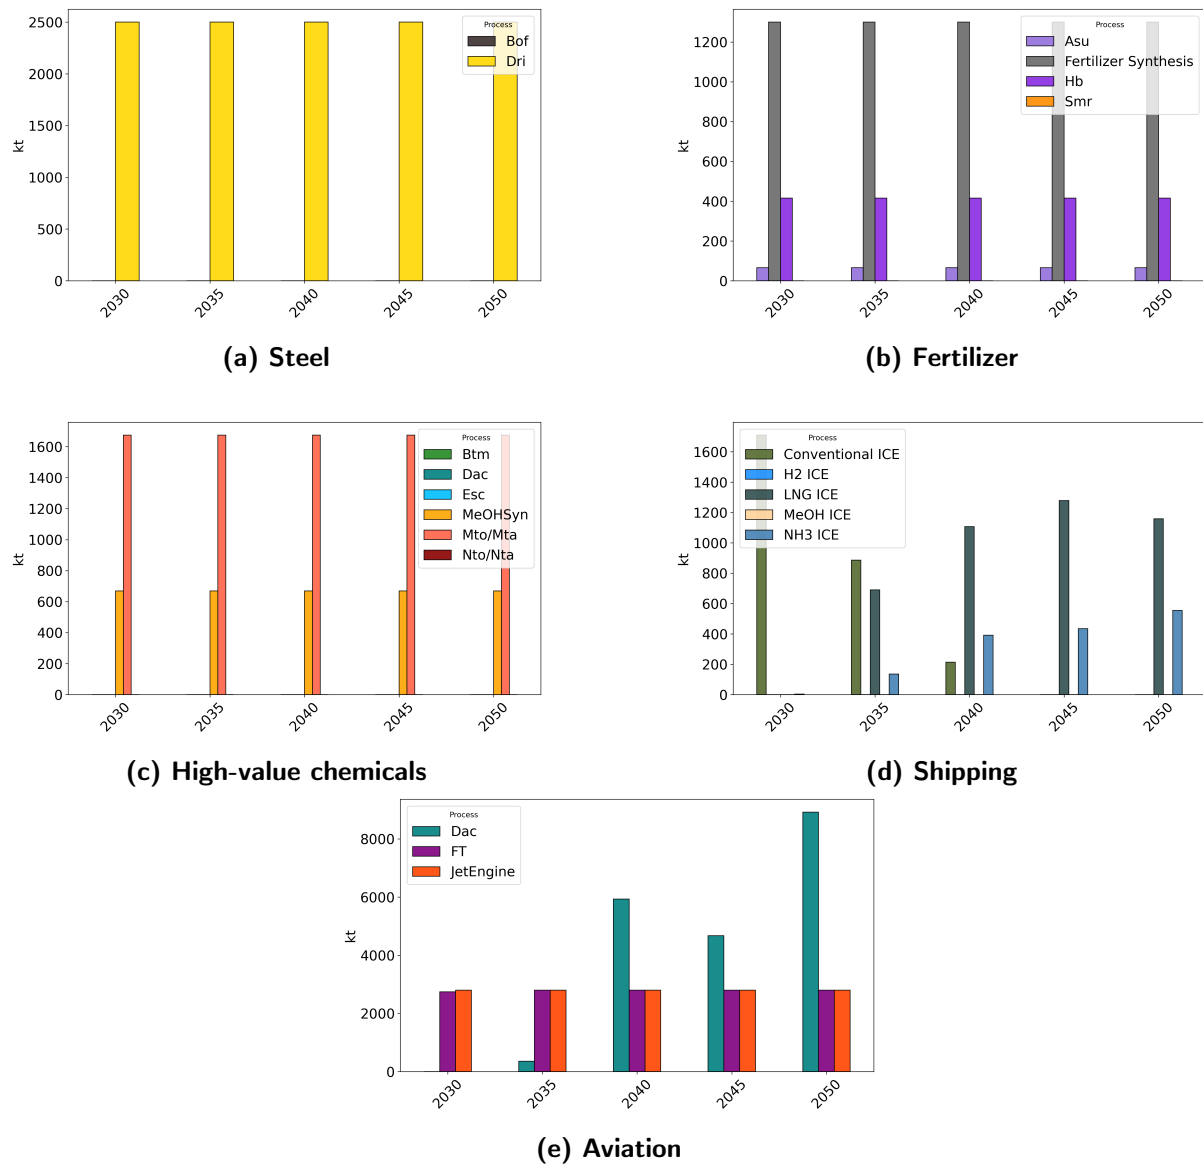 2500
2000
1500
1000
500
0
kt
Process
Bof
Dri
2030
2035
2040
2045
2050
(a) Steel
1200
1000
800
600
400
200
0
kt
Process
Asu
Fertilizer Synthesis
Hb
Smr
2030
2035
2040
2045
2050
(b) Fertilizer
1600
1400
1200
1000
800
600
400
200
0
kt
Process
Btm
Dac
Esc
MeOHSyn
Mto/Mta
Nto/Nta
2030
2035
2040
2045
2050
(c) High-value chemicals
1600
1400
1200
1000
800
600
400
200
0
kt
Process
Conventional ICE
H2 ICE
LNG ICE
MeOH ICE
NH3 ICE
2030
2035
2040
2045
2050
(d) Shipping
8000
6000
4000
2000
0
kt
Process
Dac
FT
JetEngine
2030
2035
2040
2045
2050
(e) Aviation